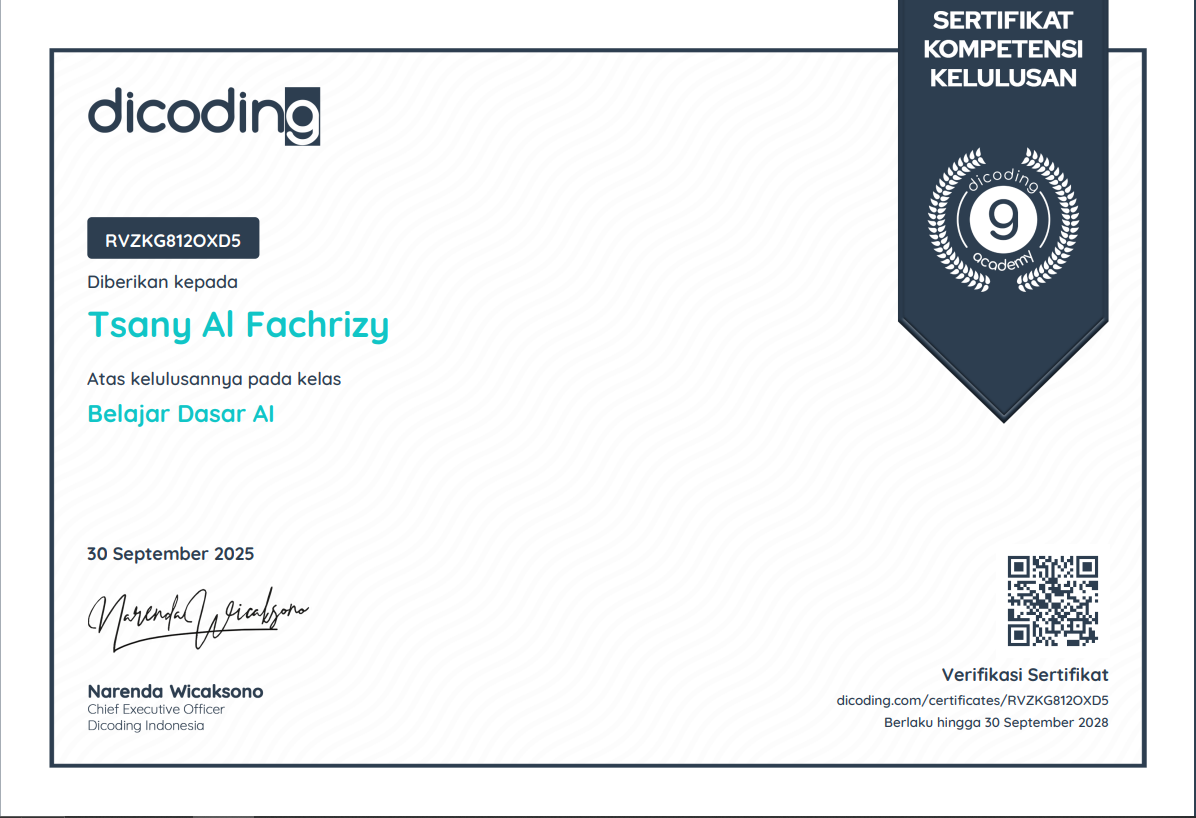 SERTIFIKAT
KOMPETENSI
KELULUSAN
dicoding
dicoding
academy
RVZKG812OXD5
Diberikan kepada
Tsany Al Fachrizy
Atas kelulusannya pada kelas
Belajar Dasar AI
30 September 2025
Narenda Wicaksono
Narenda Wicaksono
Chief Executive Officer
Dicoding Indonesia
Verifikasi Sertifikat
dicoding.com/certificates/RVZKG812OXD5
Berlaku hingga 30 September 2028